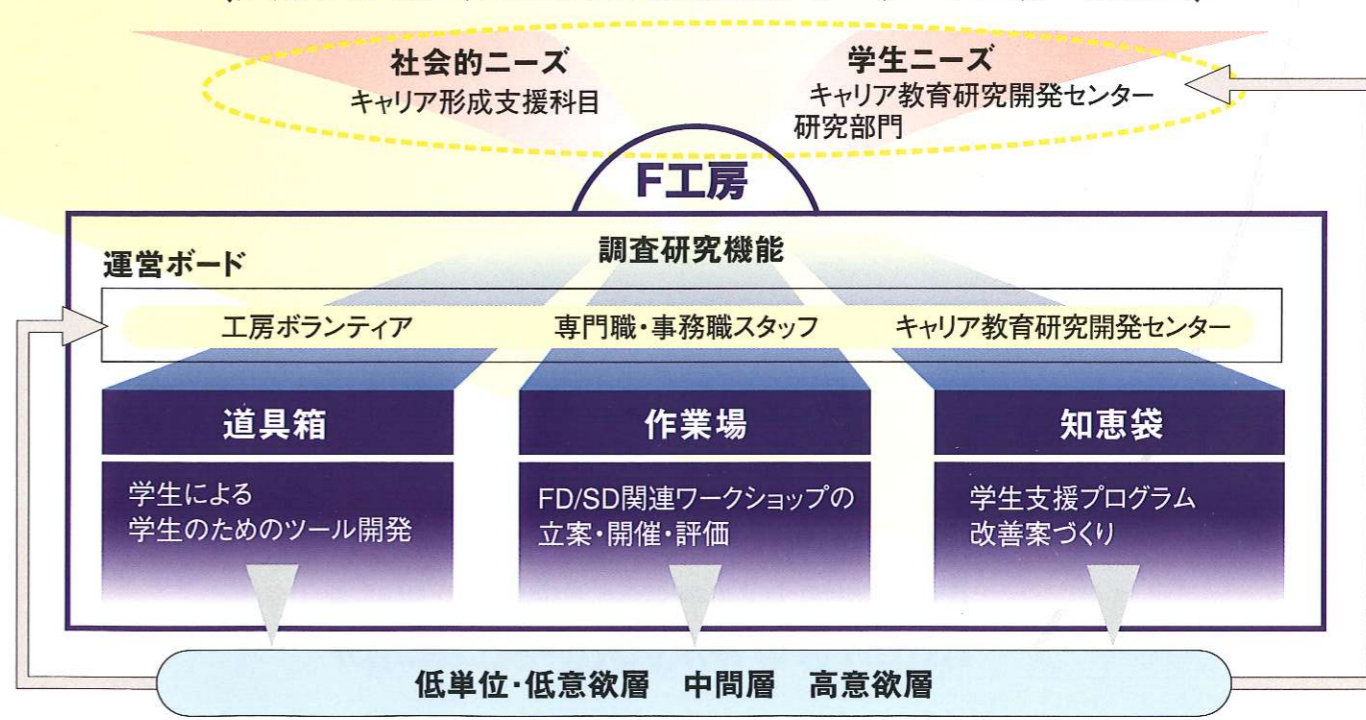 社会的ニーズ
キャリア形成支援科目
学生ニーズ
キャリア教育研究開発センター
研究部門
F工房
調査研究機能
運営ボード
工房ボランティア
専門職・事務職スタッフ
キャリア教育研究開発センター
道具箱
作業場
知恵袋
学生による
学生のためのツール開発
FD/SD関連ワークショップの
立案・開催・評価
学生支援プログラム
改善案づくり
低単位・低意欲層 中間層 高意欲層